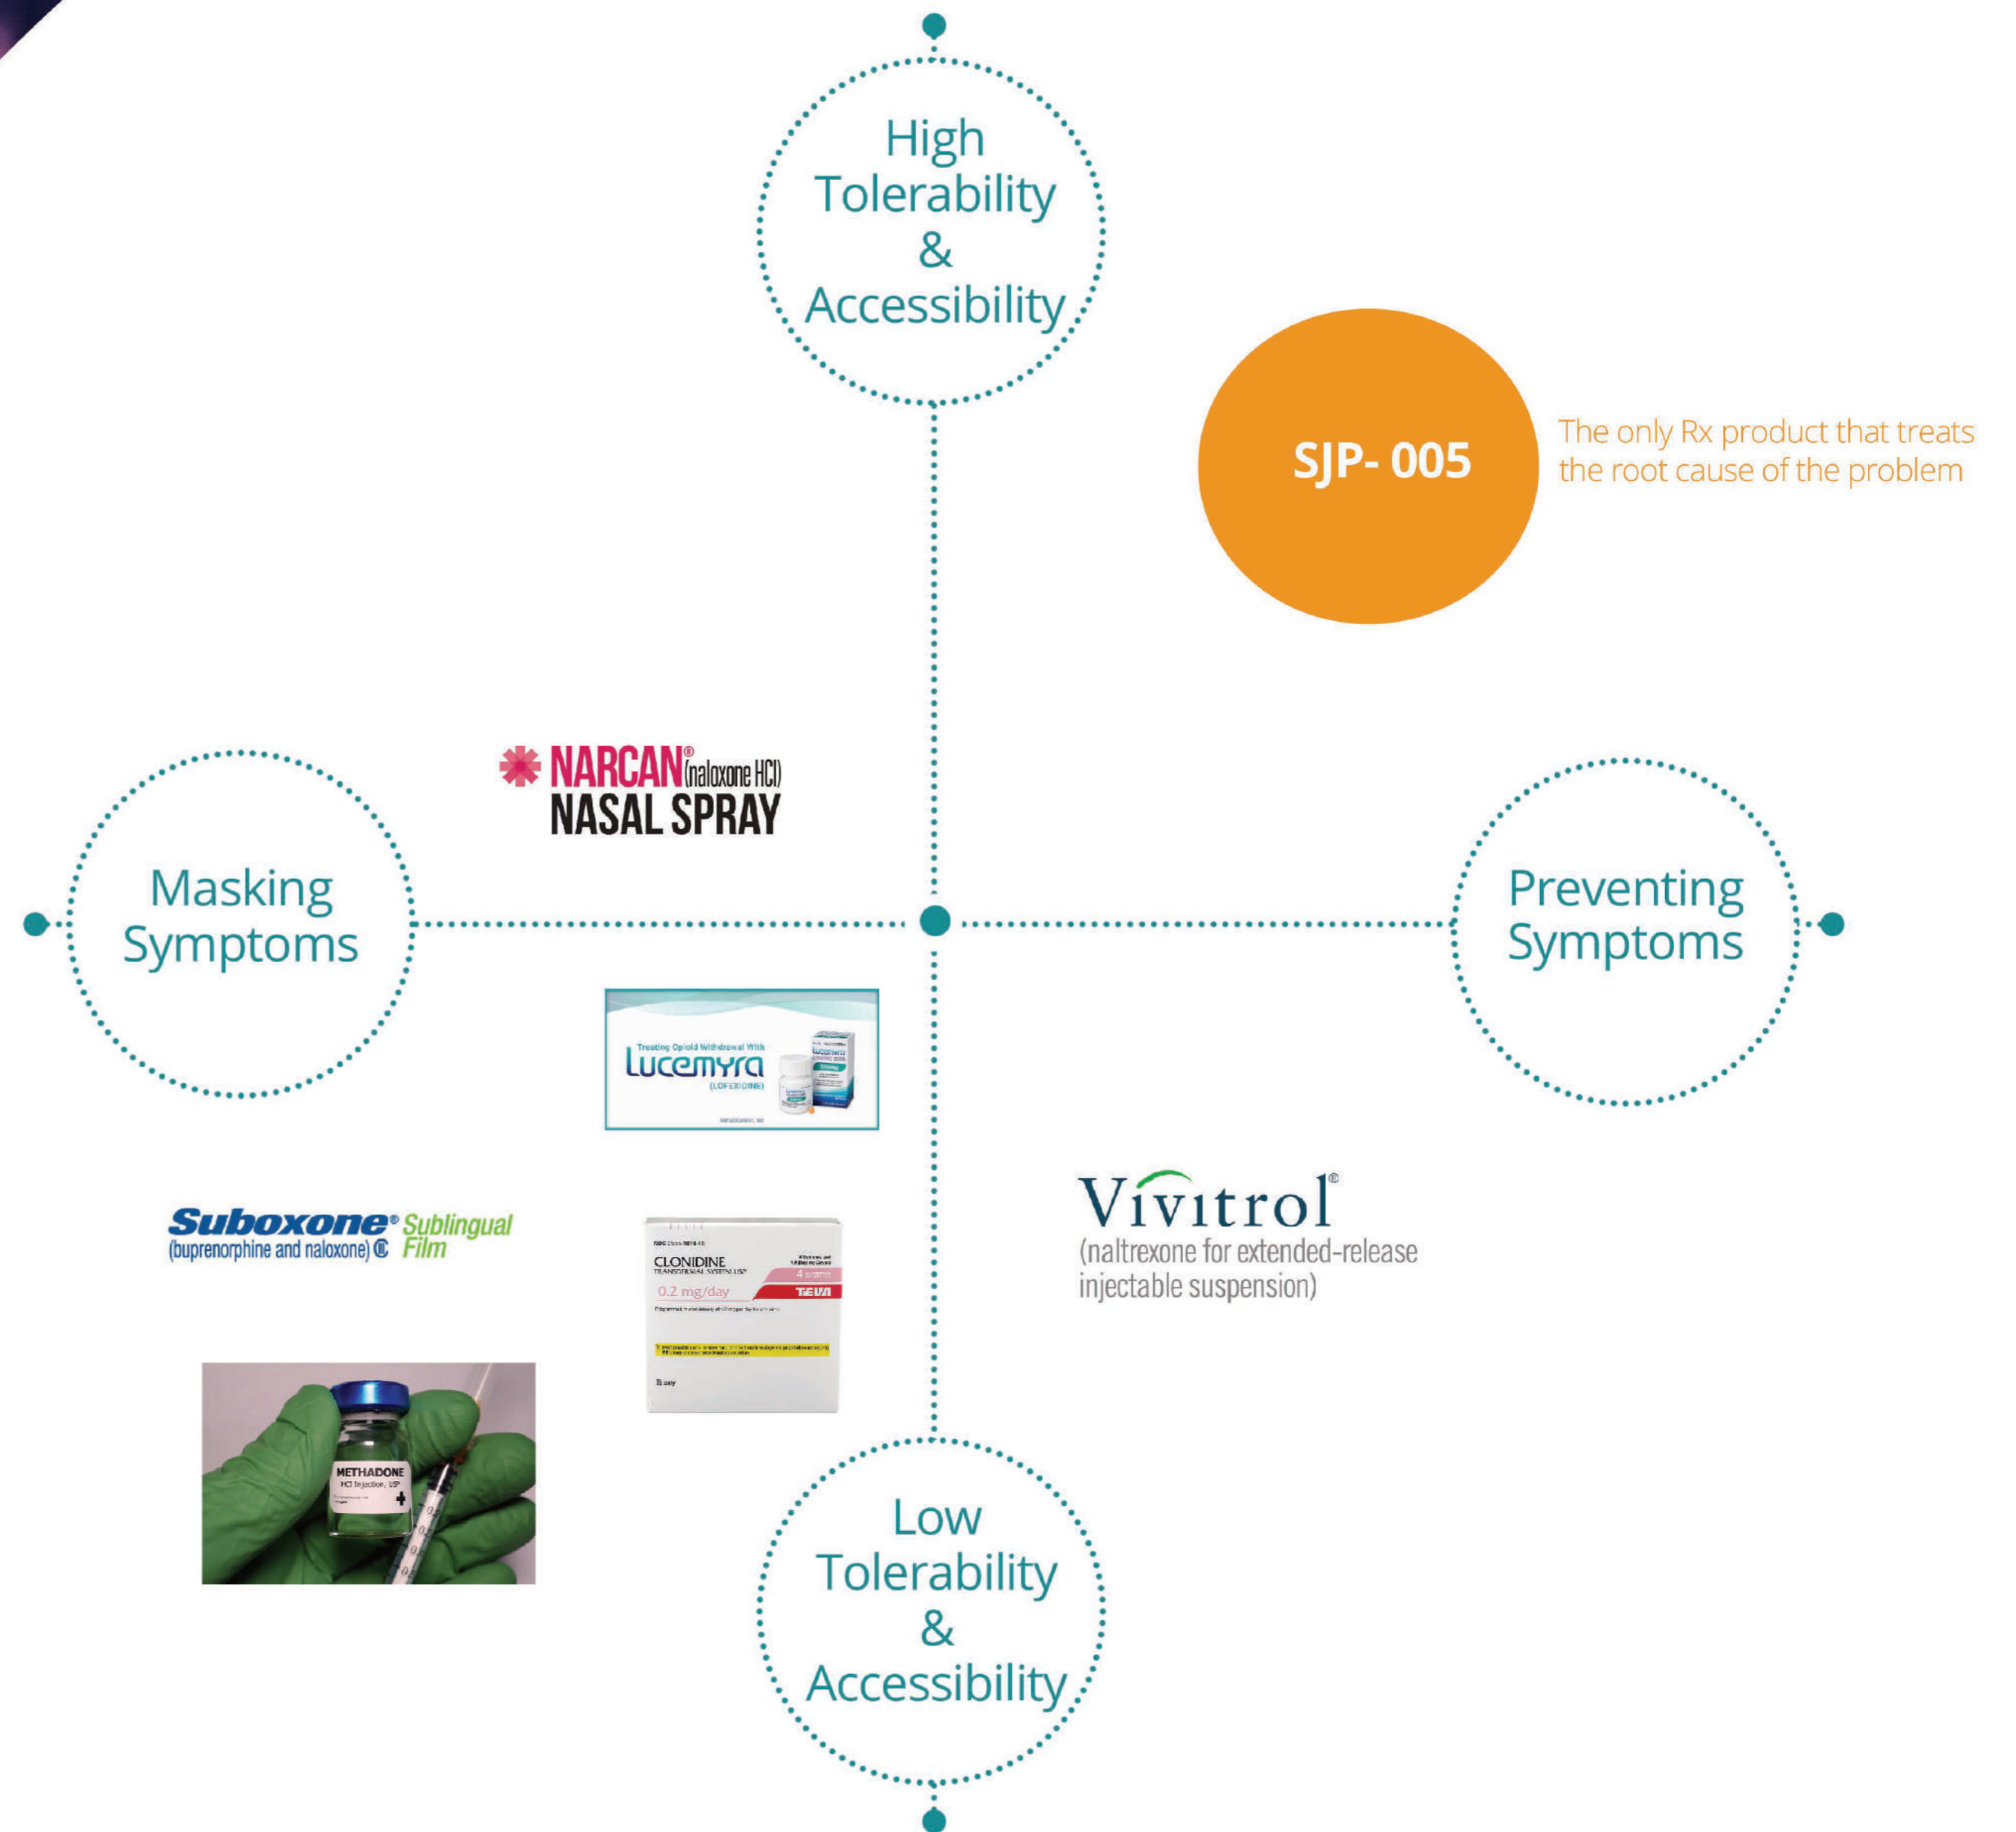 High
Tolerability
&
Accessibility
SJP- 005
The only Rx product that treats
the root cause of the problem
NARCAN® (naloxone HCl)
NASAL SPRAY
Masking
Symptoms
Preventing
Symptoms
Treating Opioid Withdrawal With
Lucemyra
(LOFEXIDINE)
Vivitrol®
(naltrexone for extended-release
injectable suspension)
Suboxone® Sublingual
(buprenorphine and naloxone) Film
CLONIDINE
TRANSDERMAL SYSTEM USP
0.2 mg/day
TEVA
METHADONE
HCl Injection, USP
Low
Tolerability
&
Accessibility